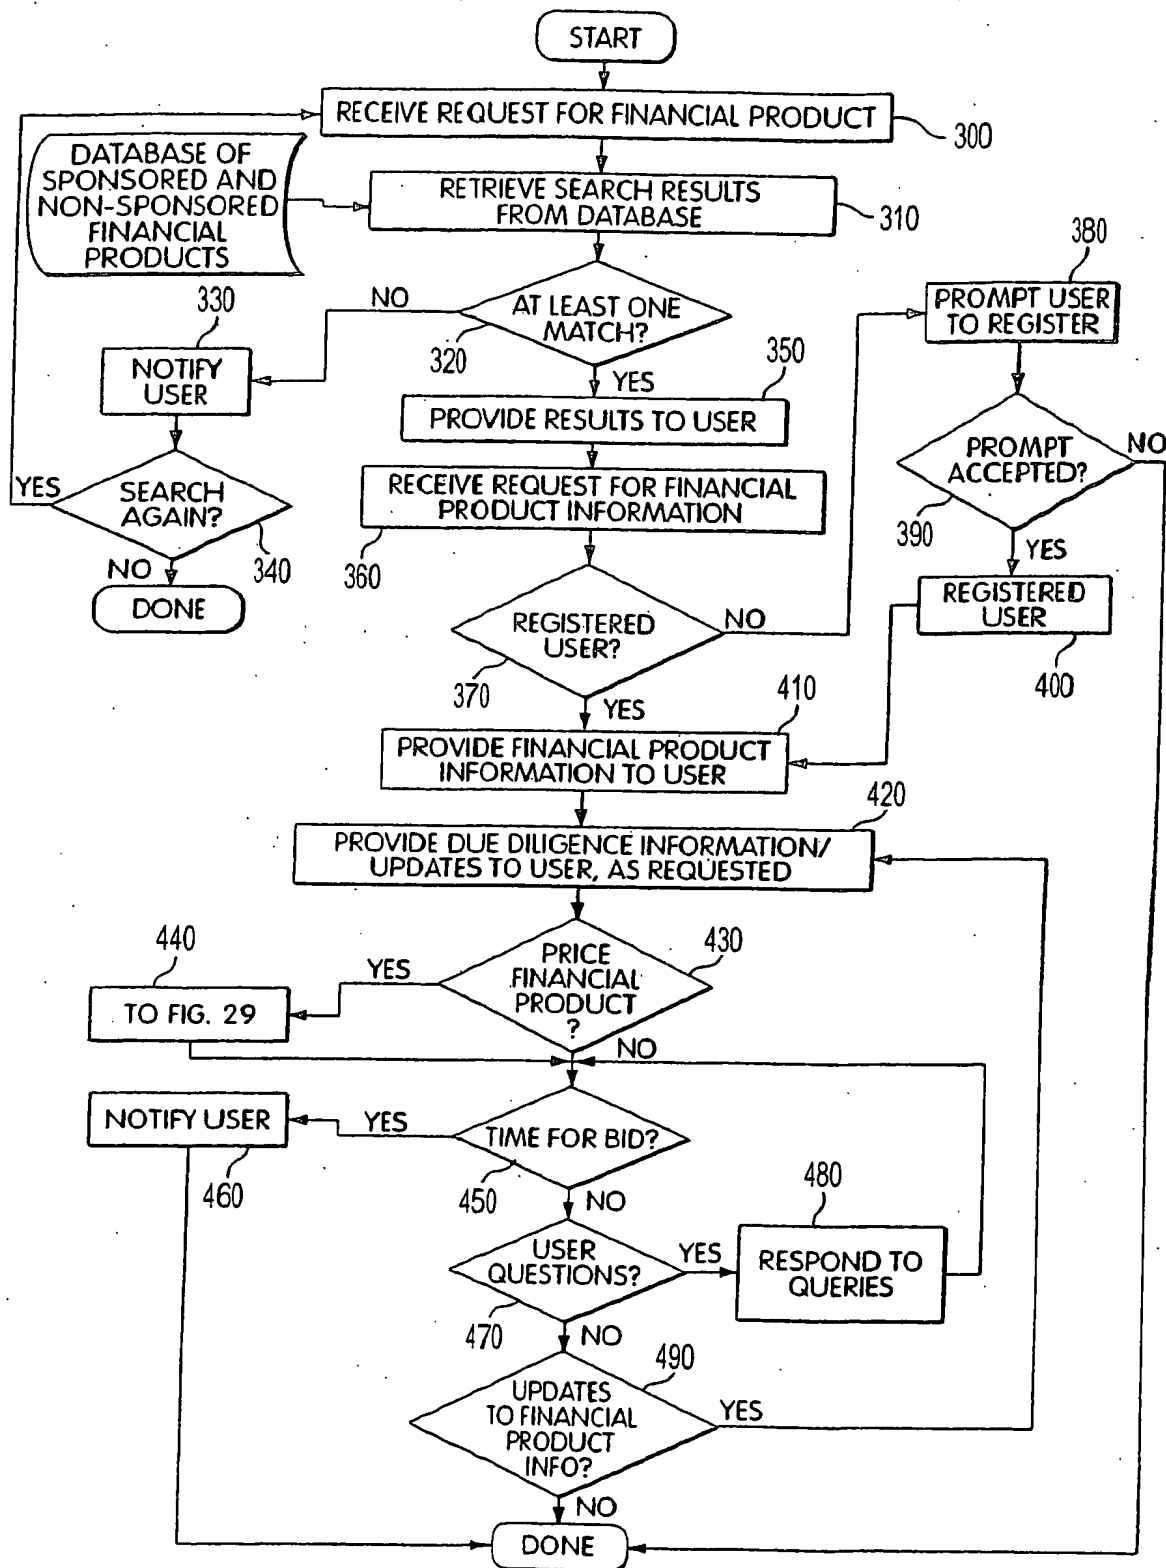 START
RECEIVE REQUEST FOR FINANCIAL PRODUCT
300
DATABASE OF
SPONSORED AND
NON-SPONSORED
FINANCIAL
PRODUCTS
RETRIEVE SEARCH RESULTS
FROM DATABASE
310
380
PROMPT USER
TO REGISTER
AT LEAST ONE
MATCH?
NO
320
330
NOTIFY
USER
YES
350
PROVIDE RESULTS TO USER
PROMPT
ACCEPTED?
NO
390
YES
SEARCH
AGAIN?
YES
340
NO
DONE
RECEIVE REQUEST FOR FINANCIAL
PRODUCT INFORMATION
360
YES
REGISTERED
USER
400
REGISTERED
USER?
NO
370
YES
410
PROVIDE FINANCIAL PRODUCT
INFORMATION TO USER
420
PROVIDE DUE DILIGENCE INFORMATION/
UPDATES TO USER, AS REQUESTED
430
PRICE
FINANCIAL
PRODUCT
?
YES
440
TO FIG. 29
NO
TIME FOR BID?
450
YES
NOTIFY USER
460
NO
USER
QUESTIONS?
470
YES
480
RESPOND TO
QUERIES
NO
490
UPDATES
TO FINANCIAL
PRODUCT
INFO?
YES
NO
DONE